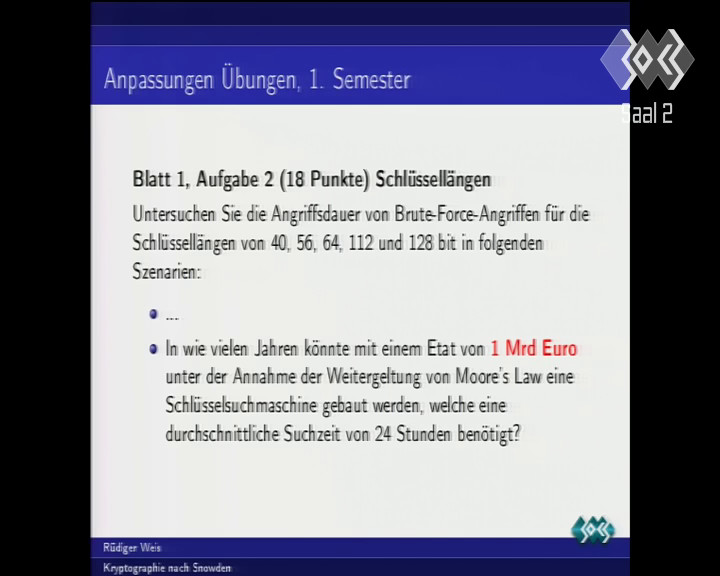 Anpassungen Übungen, 1. Semester
Saal 2
Blatt 1, Aufgabe 2 (18 Punkte) Schlüssellängen
Untersuchen Sie die Angriffsdauer von Brute-Force-Angriffen für die
Schlüssellängen von 40, 56, 64, 112 und 128 bit in folgenden
Szenarien:
...
In wie vielen Jahren könnte mit einem Etat von 1 Mrd Euro
unter der Annahme der Weitergeltung von Moore's Law eine
Schlüsselsuchmaschine gebaut werden, welche eine
durchschnittliche Suchzeit von 24 Stunden benötigt?
Rüdiger Weis
Kryptographie nach Snowden